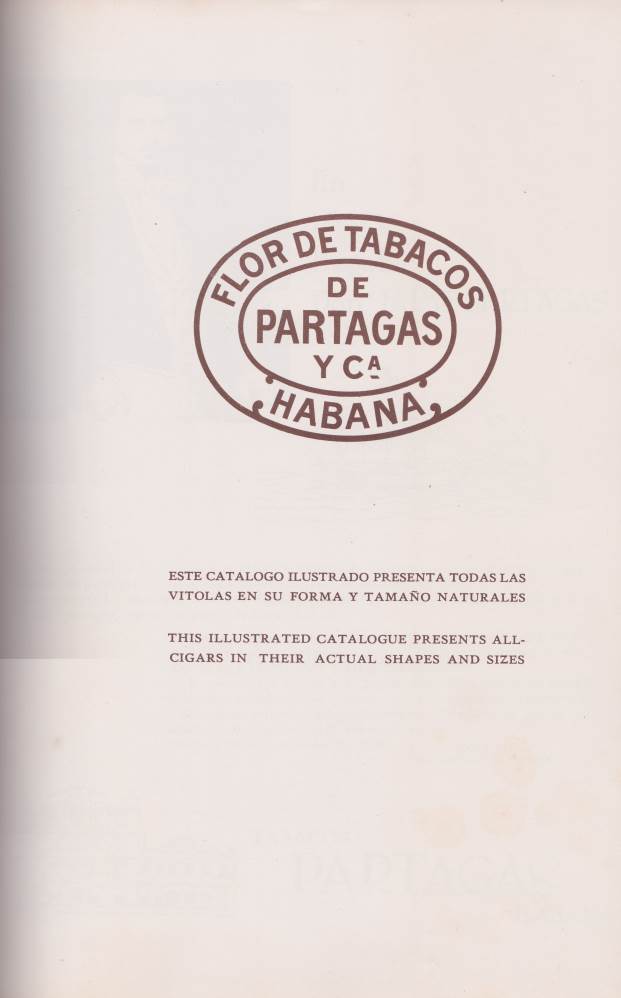 FLOR DE TABACOS
DE
PARTAGAS
Y CA
HABANA
ESTE CATALOGO ILUSTRADO PRESENTA TODAS LAS
VITOLAS EN SU FORMA Y TAMAÑO NATURALES
THIS ILLUSTRATED CATALOGUE PRESENTS ALL-
CIGARS IN THEIR ACTUAL SHAPES AND SIZES
PARTAGAS